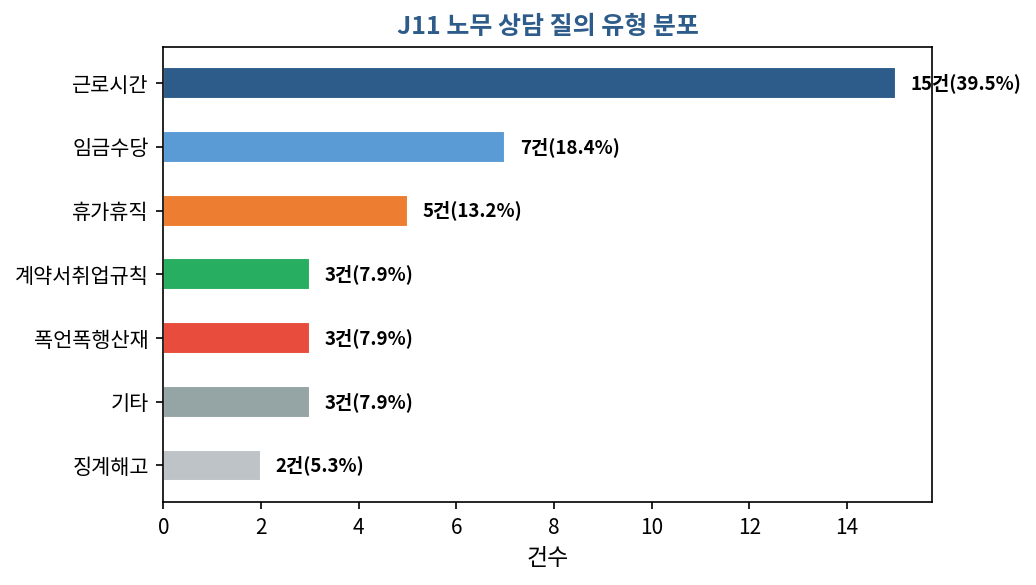 J11 노무 상담 질의 유형 분포
근로시간 15건(39.5%)
임금수당 7건(18.4%)
휴가휴직 5건(13.2%)
계약서취업규칙 3건(7.9%)
폭언폭행산재 3건(7.9%)
기타 3건(7.9%)
징계해고 2건(5.3%)
0 2 4 6 8 10 12 14
건수